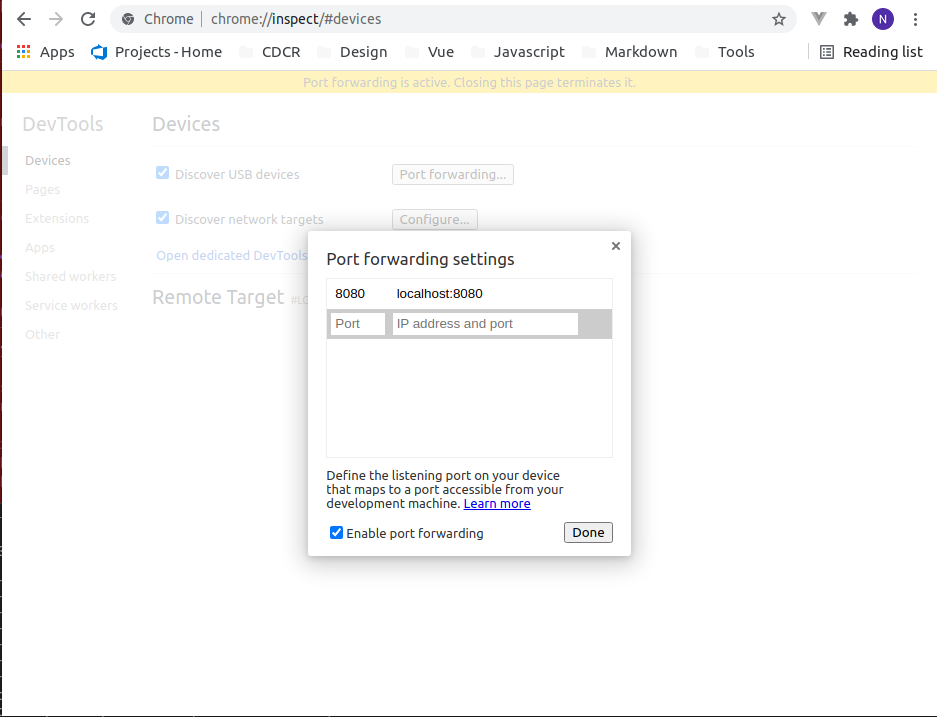 Chrome | chrome://inspect/#devices
N
Apps Projects - Home CDCR Design Vue Javascript Markdown Tools Reading list
Port forwarding is active. Closing this page terminates it.
DevTools
Devices
Pages
Extensions
Apps
Shared workers
Service workers
Other
Devices
Discover USB devices Port forwarding...
Discover network targets Configure...
Open dedicated DevTools
Remote Target
Port forwarding settings ×
8080 localhost:8080
Port IP address and port
Define the listening port on your device
that maps to a port accessible from your
development machine. Learn more
Enable port forwarding Done